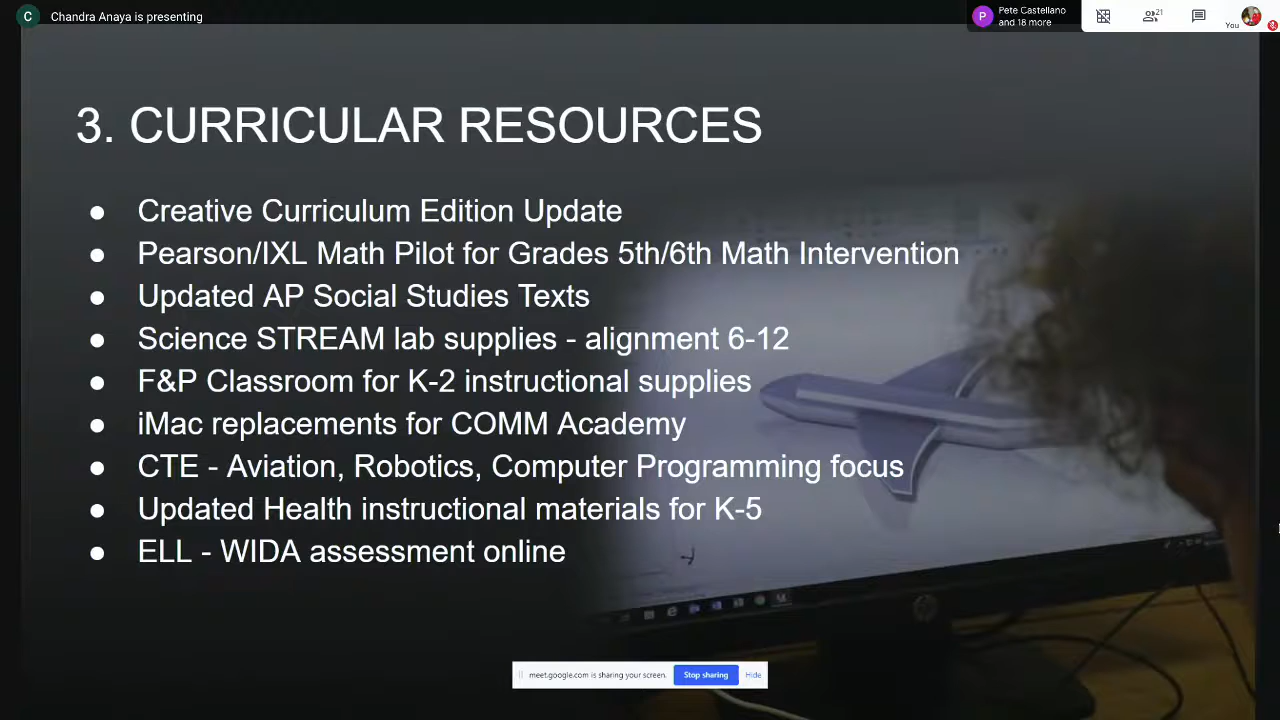 C Chandra Anaya is presenting
P Pete Castellano
and 18 more
21
You
3. CURRICULAR RESOURCES
● Creative Curriculum Edition Update
● Pearson/IXL Math Pilot for Grades 5th/6th Math Intervention
● Updated AP Social Studies Texts
● Science STREAM lab supplies - alignment 6-12
● F&P Classroom for K-2 instructional supplies
● iMac replacements for COMM Academy
● CTE - Aviation, Robotics, Computer Programming focus
● Updated Health instructional materials for K-5
● ELL - WIDA assessment online
meet.google.com is sharing your screen. Stop sharing Hide